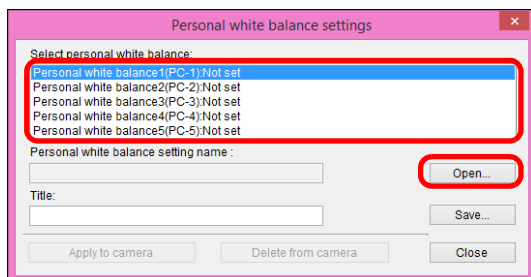 Personal white balance settings
×
Select personal white balance:
Personal white balance1(PC-1):Not set
Personal white balance2(PC-2):Not set
Personal white balance3(PC-3):Not set
Personal white balance4(PC-4):Not set
Personal white balance5(PC-5):Not set
Personal white balance setting name :
Open...
Title:
Save...
Apply to camera Delete from camera Close